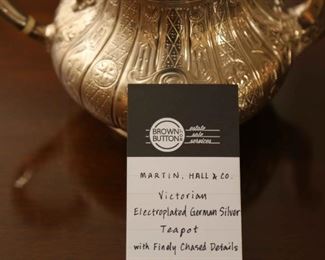 BROWN
BUTTON
estate
sale
services
MARTIN, HALL & CO.
Victorian
Electroplated German Silver
Teapot
with Finely Chased Details